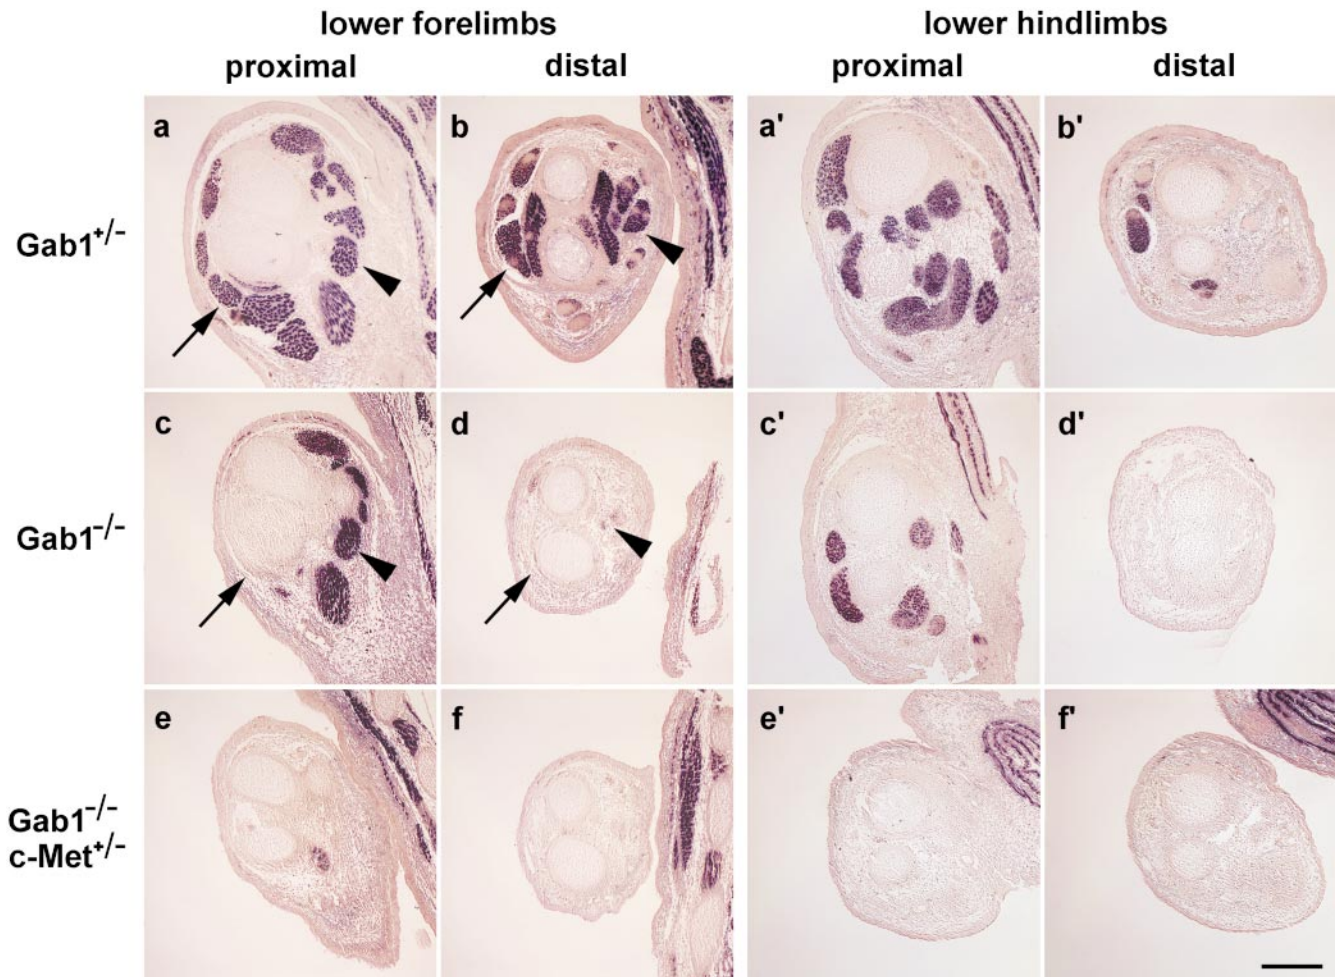 lower forelimbs lower hindlimbs
proximal distal proximal distal
a b a' b'
Gab1+/-
c d c' d'
Gab1-/-
e f e' f'
Gab1-/-
c-Met+/-